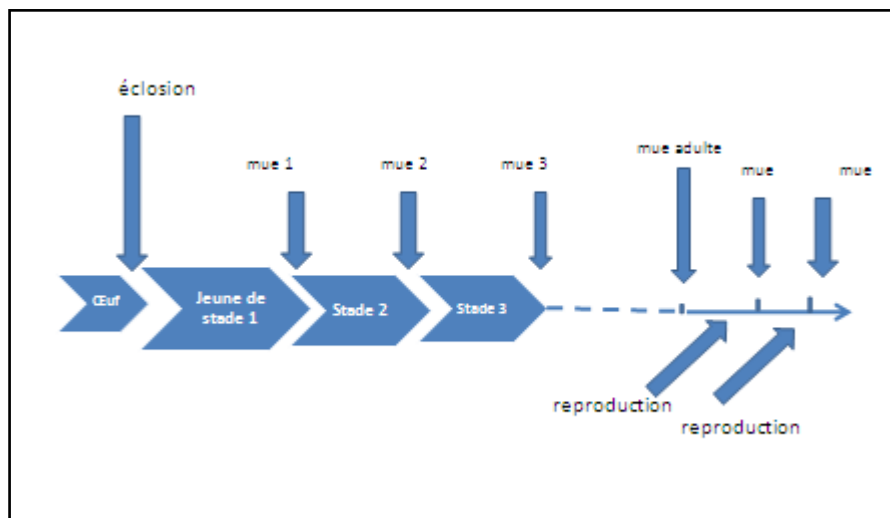 éclosion
mue 1
mue 2
mue 3
mue adulte
mue
mue
Œuf
Jeune de
stade 1
Stade 2
Stade 3
reproduction
reproduction